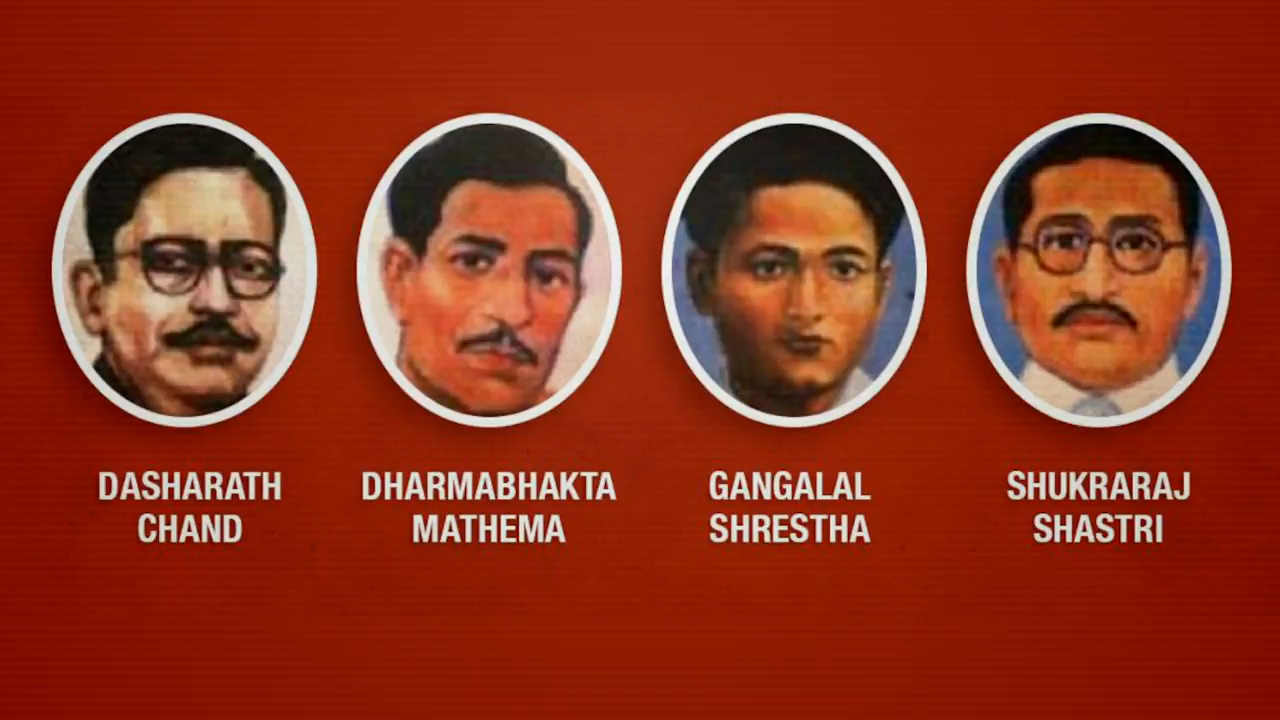 DASHARATH
CHAND
DHARMABHAKTA
MATHEMA
GANGALAL
SHRESTHA
SHUKRARAJ
SHASTRI